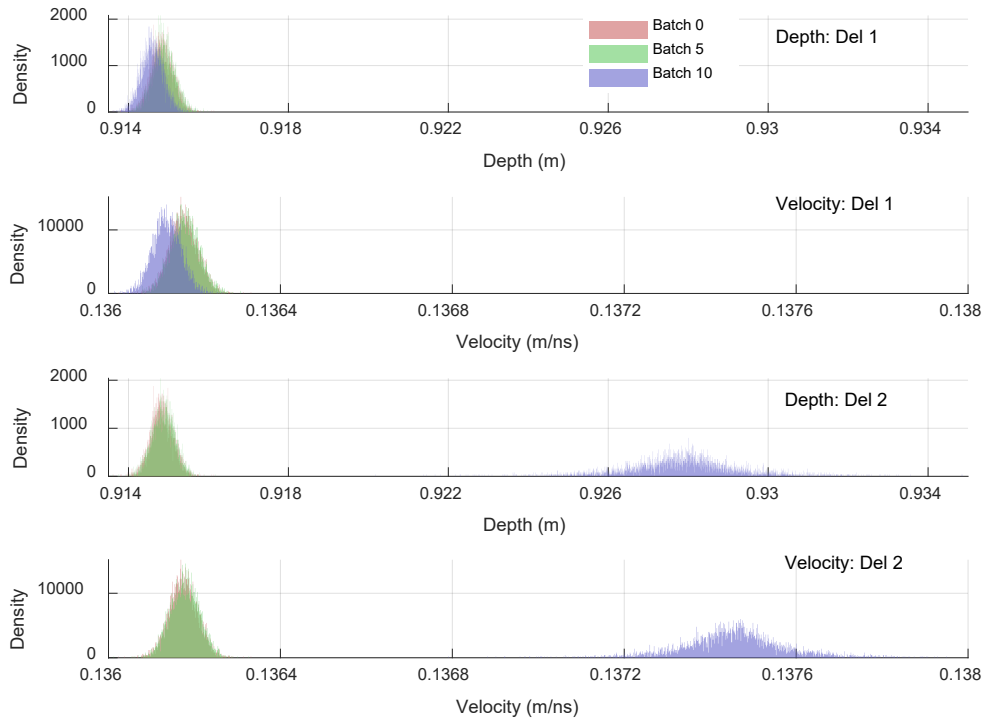 2000
1000
0
Density
Batch 0
Batch 5
Batch 10
Depth: Del 1
0.914
0.918
0.922
0.926
0.93
0.934
Depth (m)
Velocity: Del 1
10000
0
Density
0.136
0.1364
0.1368
0.1372
0.1376
0.138
Velocity (m/ns)
2000
1000
0
Density
Depth: Del 2
0.914
0.918
0.922
0.926
0.93
0.934
Depth (m)
Velocity: Del 2
10000
0
Density
0.136
0.1364
0.1368
0.1372
0.1376
0.138
Velocity (m/ns)